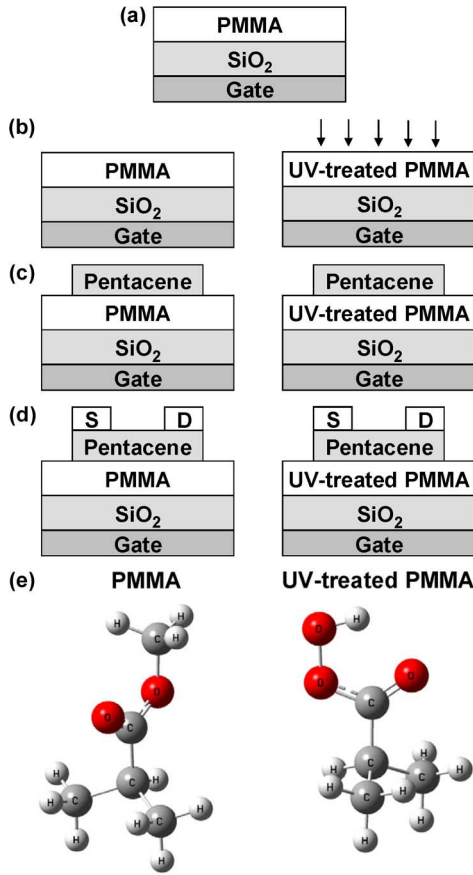 (a)
PMMA
SiO₂
Gate
(b)
PMMA UV-treated PMMA
SiO₂ SiO₂
Gate Gate
(c)
Pentacene Pentacene
PMMA UV-treated PMMA
SiO₂ SiO₂
Gate Gate
(d)
S D S D
Pentacene Pentacene
PMMA UV-treated PMMA
SiO₂ SiO₂
Gate Gate
(e) PMMA UV-treated PMMA
H H O H
C H
O O O
O C C
H H C H
H C H C
H C H C H
H H H
H H